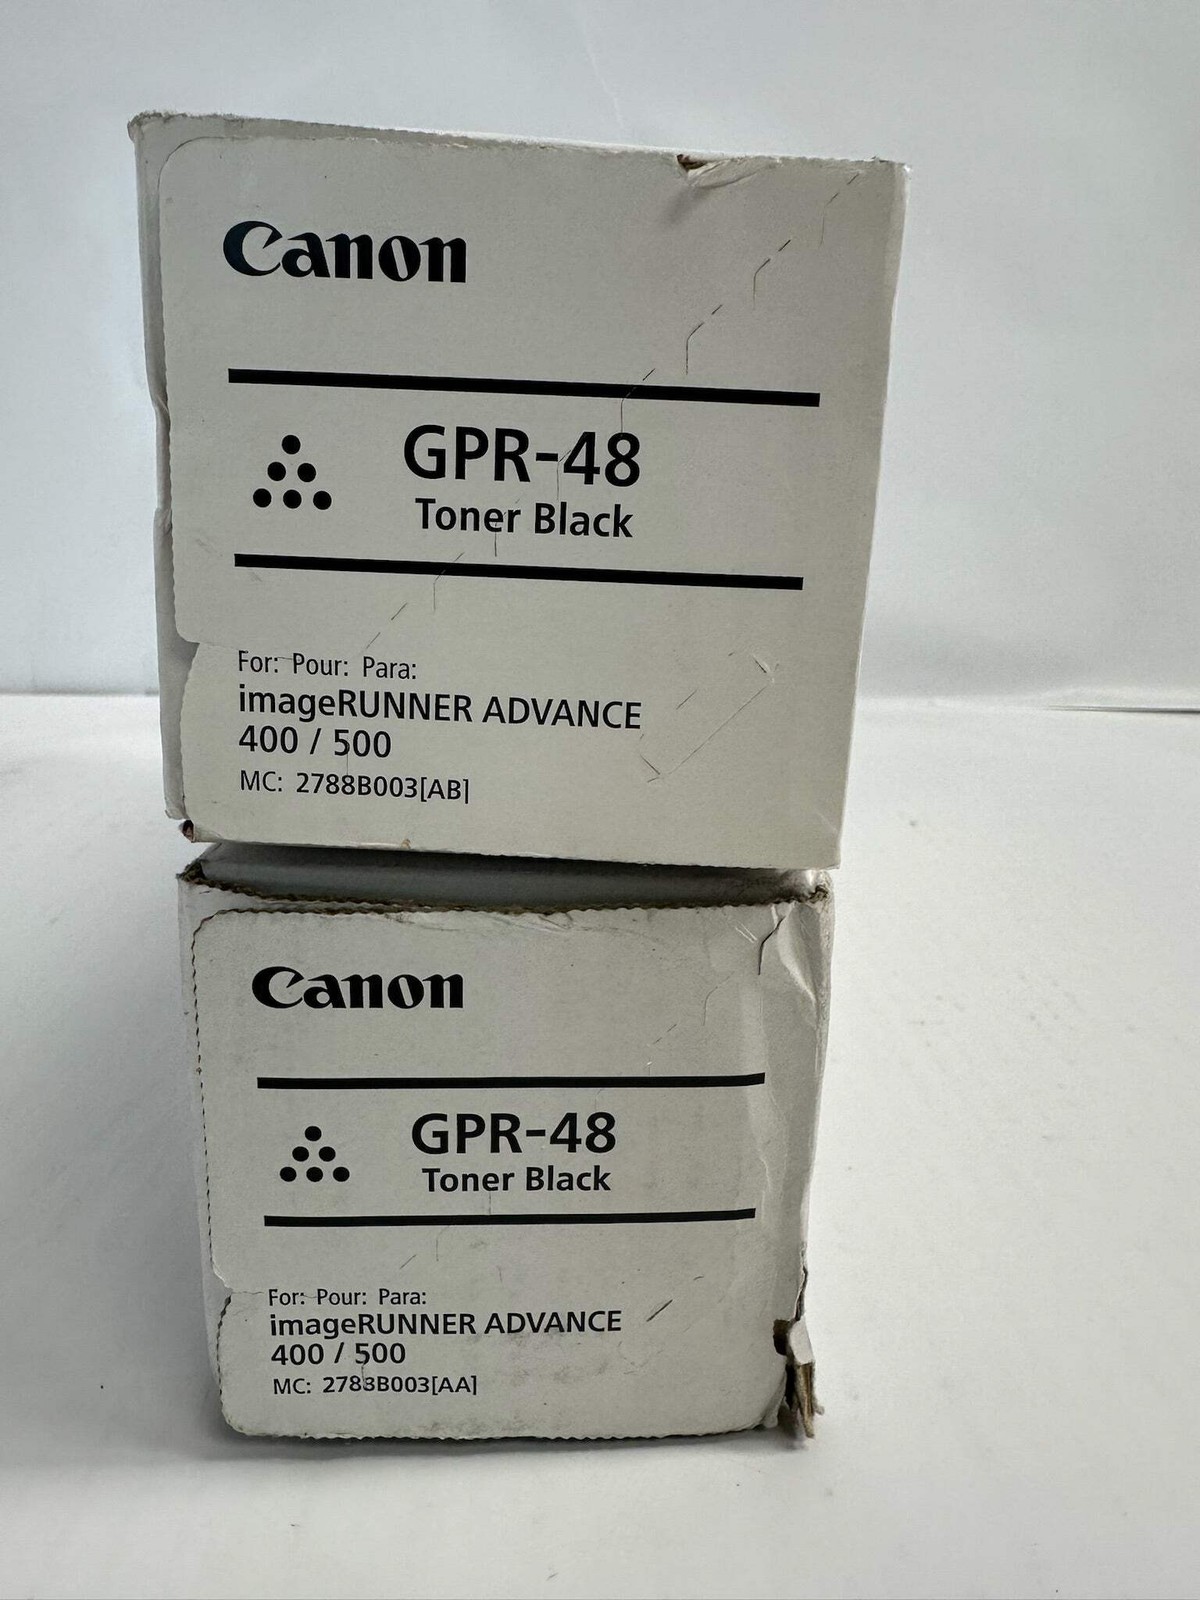 Canon
GPR-48
Toner Black
For: Pour: Para:
imageRUNNER ADVANCE
400 / 500
MC: 2788B003[AB]
Canon
GPR-48
Toner Black
For: Pour: Para:
imageRUNNER ADVANCE
400 / 500
MC: 2788B003[AA]